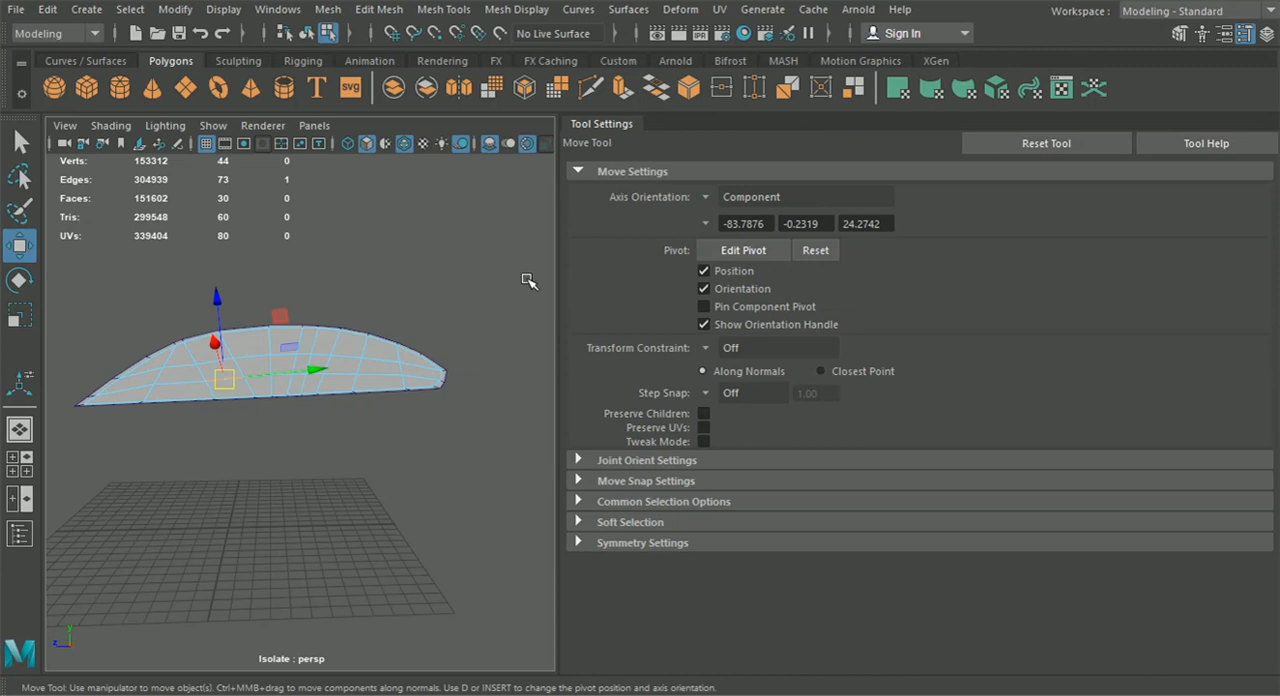 File Edit Create Select Modify Display Windows Mesh Edit Mesh Mesh Tools Mesh Display Curves Surfaces Deform UV Generate Cache Arnold Help
Workspace: Modeling - Standard
Modeling No Live Surface Sign In
Curves / Surfaces Polygons Sculpting Rigging Animation Rendering FX FX Caching Custom Arnold Bifrost MASH Motion Graphics XGen
T SVG
View Shading Lighting Show Renderer Panels
Tool Settings
Move Tool Reset Tool Tool Help
Verts: 153312 44 0
Edges: 304939 73 1
Faces: 151602 30 0
Tris: 299548 60 0
UVs: 339404 80 0
Move Settings
Axis Orientation: Component
-83.7876 -0.2319 24.2742
Pivot: Edit Pivot Reset
Position
Orientation
Pin Component Pivot
Show Orientation Handle
Transform Constraint: Off
Along Normals Closest Point
Step Snap: Off 1.00
Preserve Children:
Preserve UVs:
Tweak Mode:
Joint Orient Settings
Move Snap Settings
Common Selection Options
Soft Selection
Symmetry Settings
y
z
Isolate : persp
M
Move Tool: Use manipulator to move object(s). Ctrl+MMB+drag to move components along normals. Use D or INSERT to change the pivot position and axis orientation.